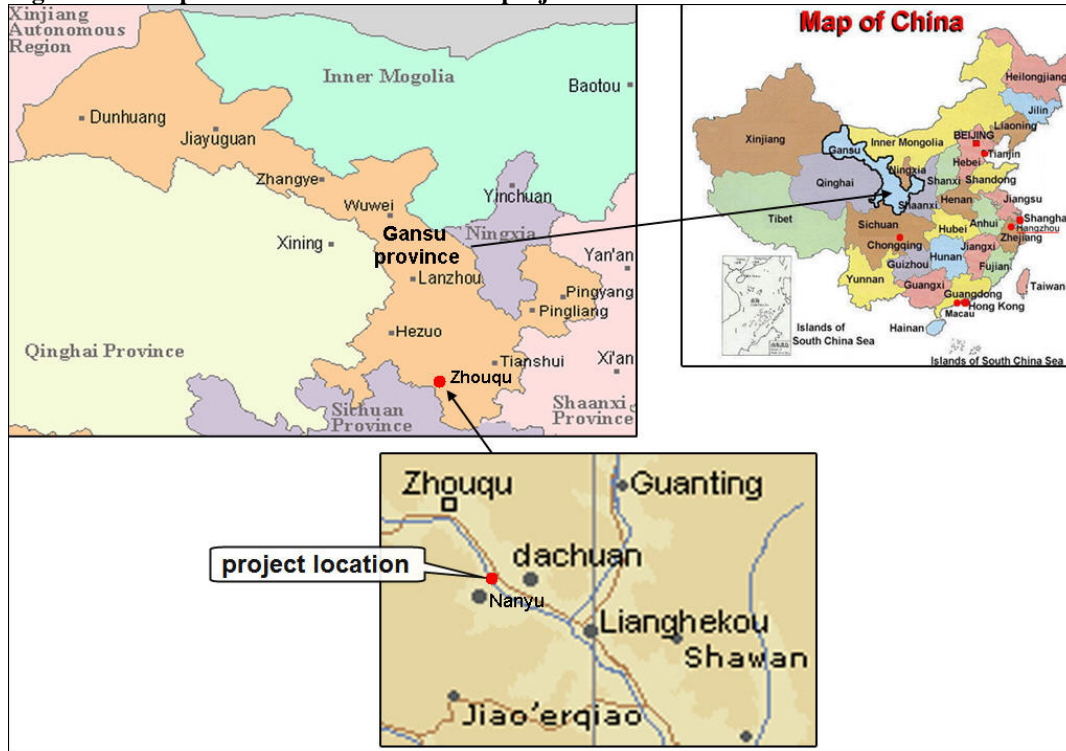 Xinjiang
Autonomous
Region
Inner Mogolia
Baotou
Dunhuang
Jiayuguan
Zhangye
Yinchuan
Wuwei
Ningxia
Gansu
province
Xining
Yan'an
Lanzhou
Pingyang
Pingliang
Hezuo
Qinghai Province
Tianshui
Xi'an
Zhouqu
Sichuan
Province
Shaanxi
Province
Map of China
Heilongjiang
Jilin
Liaoning
Xinjiang
Gansu
Inner Mongolia
BEIJING
Tianjin
Hebei
Ningxia
Shanxi
Shandong
Qinghai
Shaanxi
Henan
Jiangsu
Tibet
Sichuan
Hubei
Anhui
Shangha
Hangzhou
Zhejiang
Chongqing
Hunan
Jiangxi
Guizhou
Fujian
Yunnan
Guangxi
Guangdong
Taiwan
Hong Kong
Macau
Hainan
Islands of
South China Sea
Islands of South China Sea
Zhouqu
Guanting
project location
dachuan
Nanyu
Lianghekou
Shawan
Jiao'erqiao